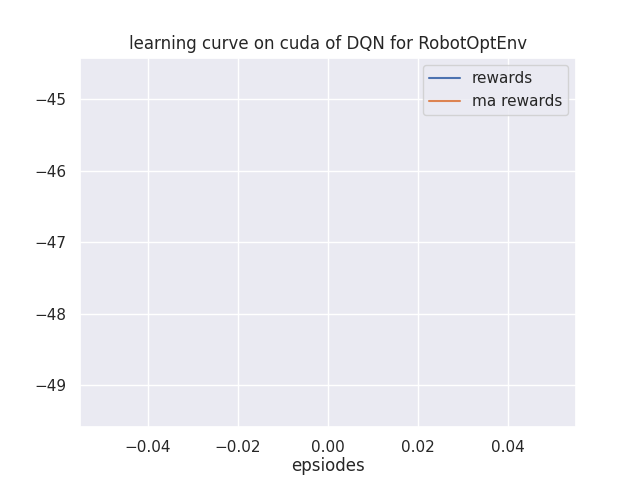 learning curve on cuda of DQN for RobotOptEnv
rewards
ma rewards
−45
−46
−47
−48
−49
−0.04 −0.02 0.00 0.02 0.04
epsiodes